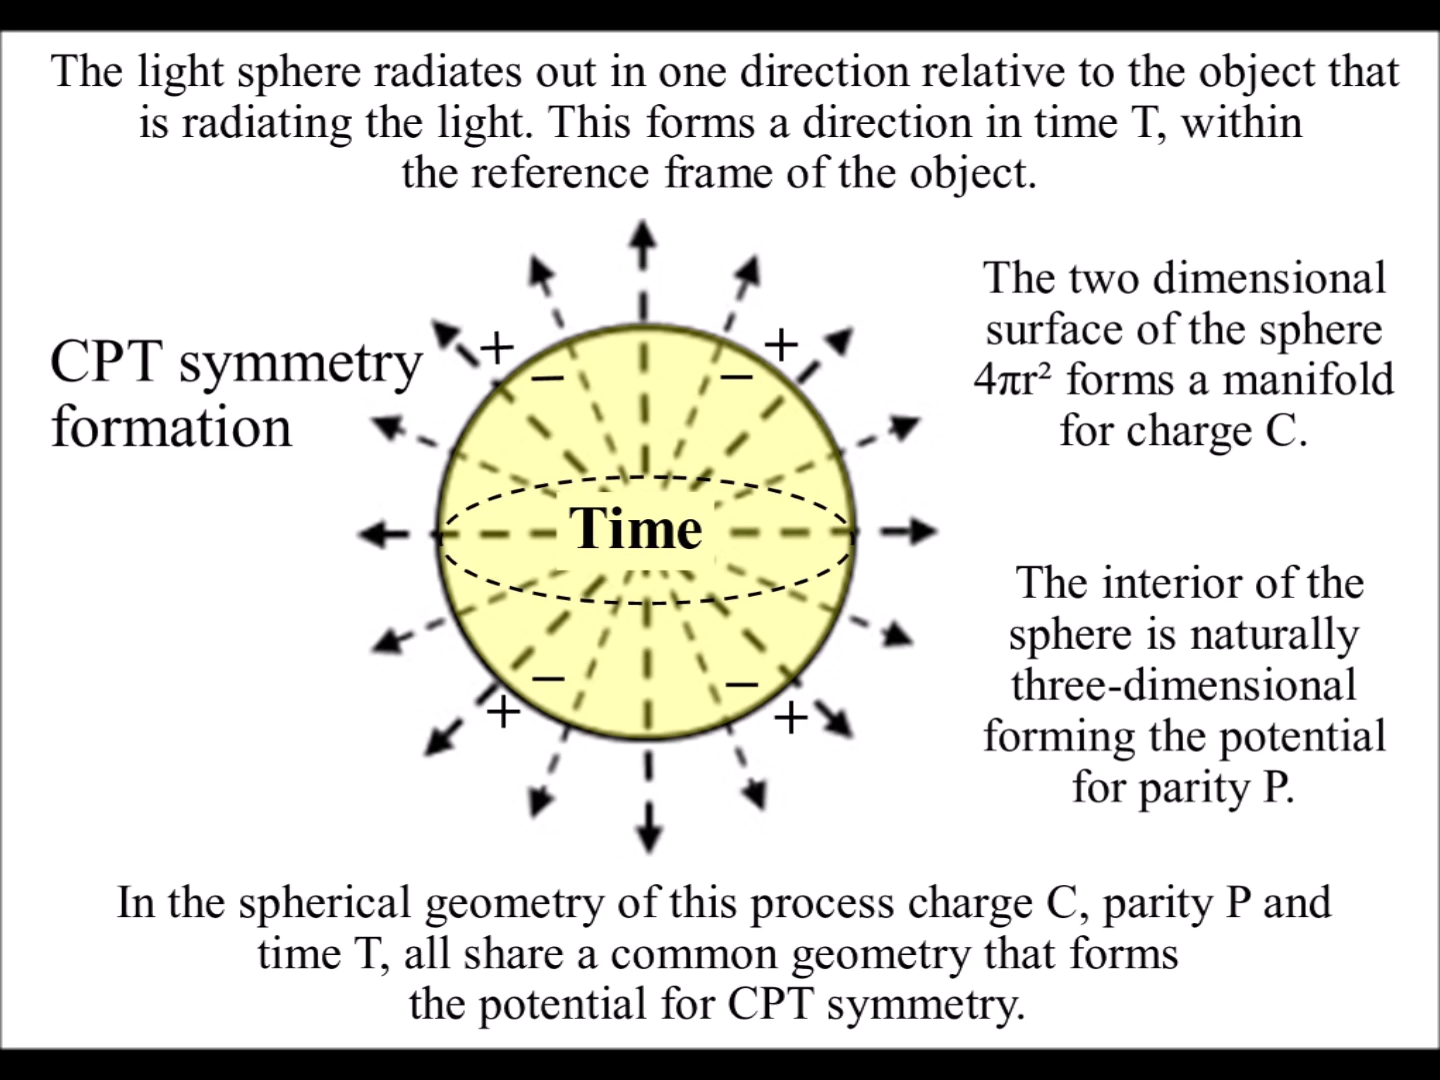 The light sphere radiates out in one direction relative to the object that
is radiating the light. This forms a direction in time T, within
the reference frame of the object.
CPT symmetry
formation
+
−
+
−
The two dimensional
surface of the sphere
4πr² forms a manifold
for charge C.
Time
The interior of the
sphere is naturally
three-dimensional
forming the potential
for parity P.
−
+
−
+
In the spherical geometry of this process charge C, parity P and
time T, all share a common geometry that forms
the potential for CPT symmetry.